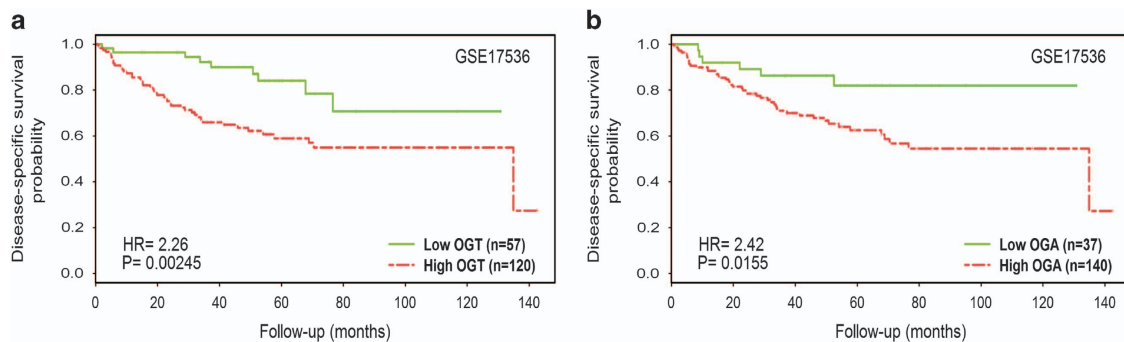 a
GSE17536
Disease-specific survival
probability
1.0
0.8
0.6
0.4
0.2
0.0
HR= 2.26
P= 0.00245
Low OGT (n=57)
High OGT (n=120)
0 20 40 60 80 100 120 140
Follow-up (months)
b
GSE17536
Disease-specific survival
probability
1.0
0.8
0.6
0.4
0.2
0.0
HR= 2.42
P= 0.0155
Low OGA (n=37)
High OGA (n=140)
0 20 40 60 80 100 120 140
Follow-up (months)